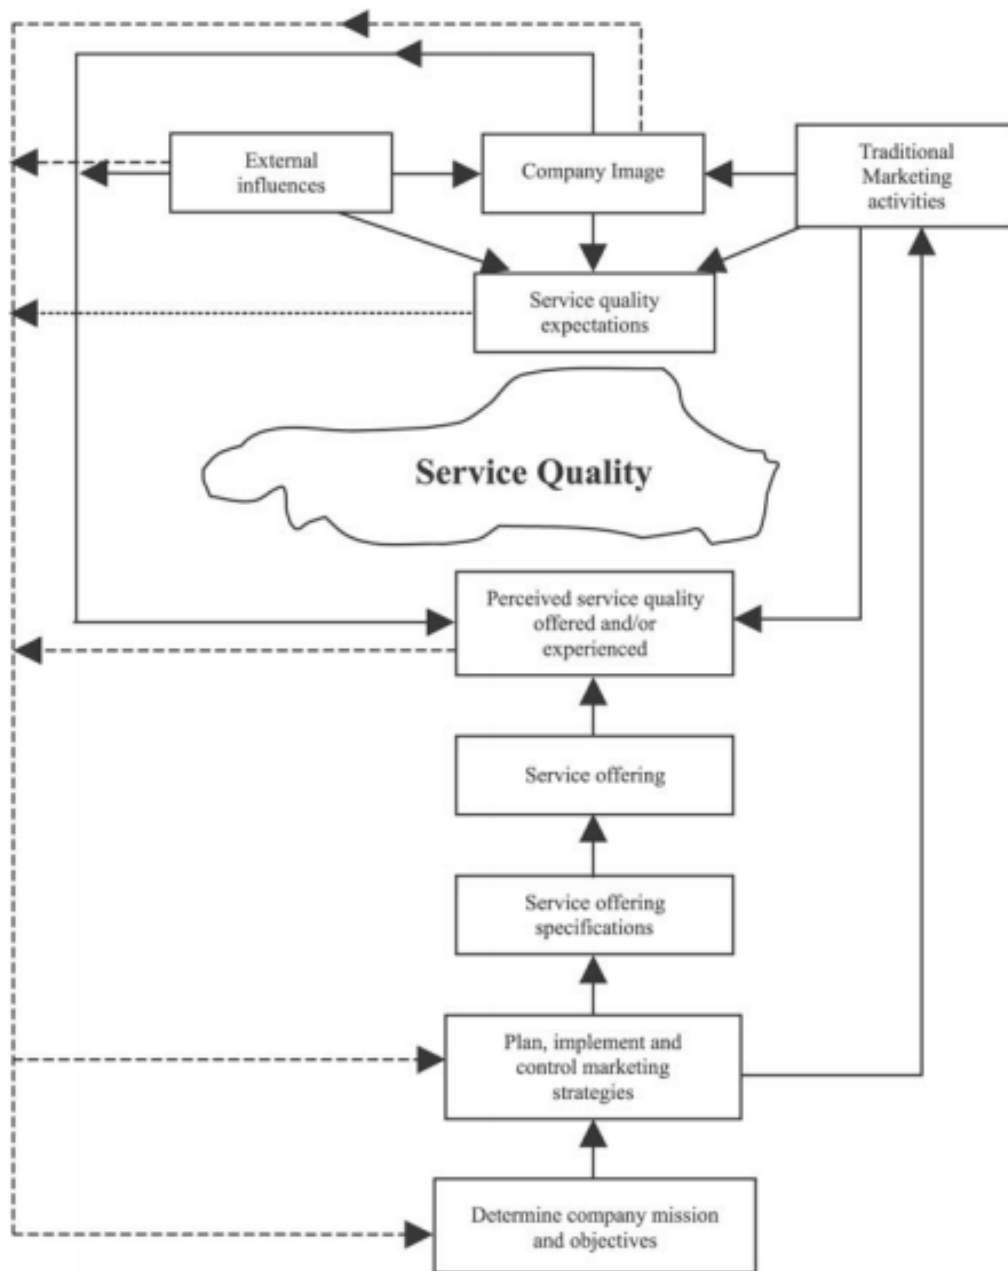 External
influences
Company Image
Traditional
Marketing
activities
Service quality
expectations
Service Quality
Perceived service quality
offered and/or
experienced
Service offering
Service offering
specifications
Plan, implement and
control marketing
strategies
Determine company mission
and objectives